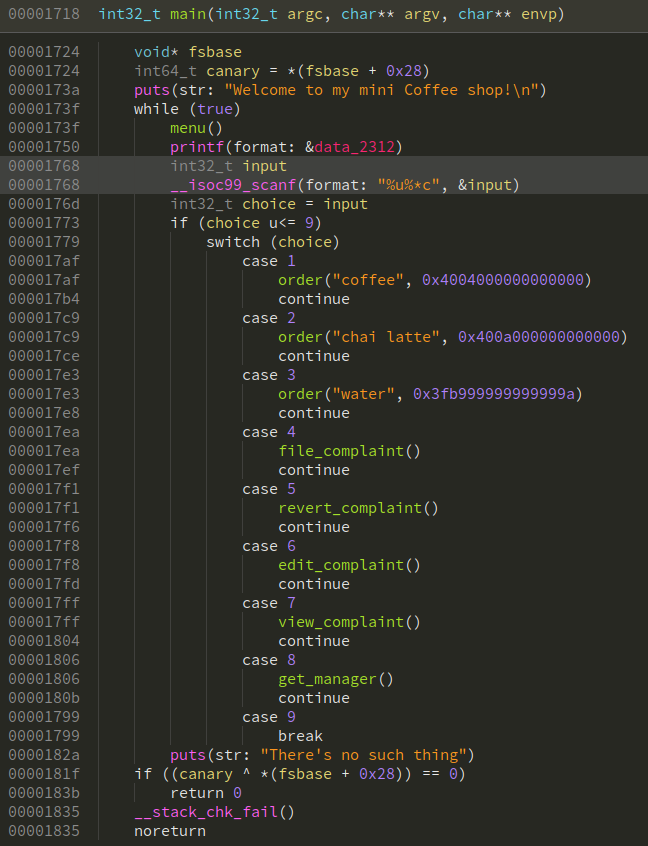 00001718 int32_t main(int32_t argc, char** argv, char** envp)
00001724 void* fsbase
00001724 int64_t canary = *(fsbase + 0x28)
0000173a puts(str: "Welcome to my mini Coffee shop!\n")
0000173f while (true)
0000173f menu()
00001750 printf(format: &data_2312)
00001768 int32_t input
00001768 __isoc99_scanf(format: "%u%*c", &input)
0000176d int32_t choice = input
00001773 if (choice u<= 9)
00001779 switch (choice)
000017af case 1
000017af order("coffee", 0x4004000000000000)
000017b4 continue
000017c9 case 2
000017c9 order("chai latte", 0x400a000000000000)
000017ce continue
000017e3 case 3
000017e3 order("water", 0x3fb999999999999a)
000017e8 continue
000017ea case 4
000017ea file_complaint()
000017ef continue
000017f1 case 5
000017f1 revert_complaint()
000017f6 continue
000017f8 case 6
000017f8 edit_complaint()
000017fd continue
000017ff case 7
000017ff view_complaint()
00001804 continue
00001806 case 8
00001806 get_manager()
0000180b continue
00001799 case 9
00001799 break
0000182a puts(str: "There's no such thing")
0000181f if ((canary ^ *(fsbase + 0x28)) == 0)
0000183b return 0
00001835 __stack_chk_fail()
00001835 noreturn